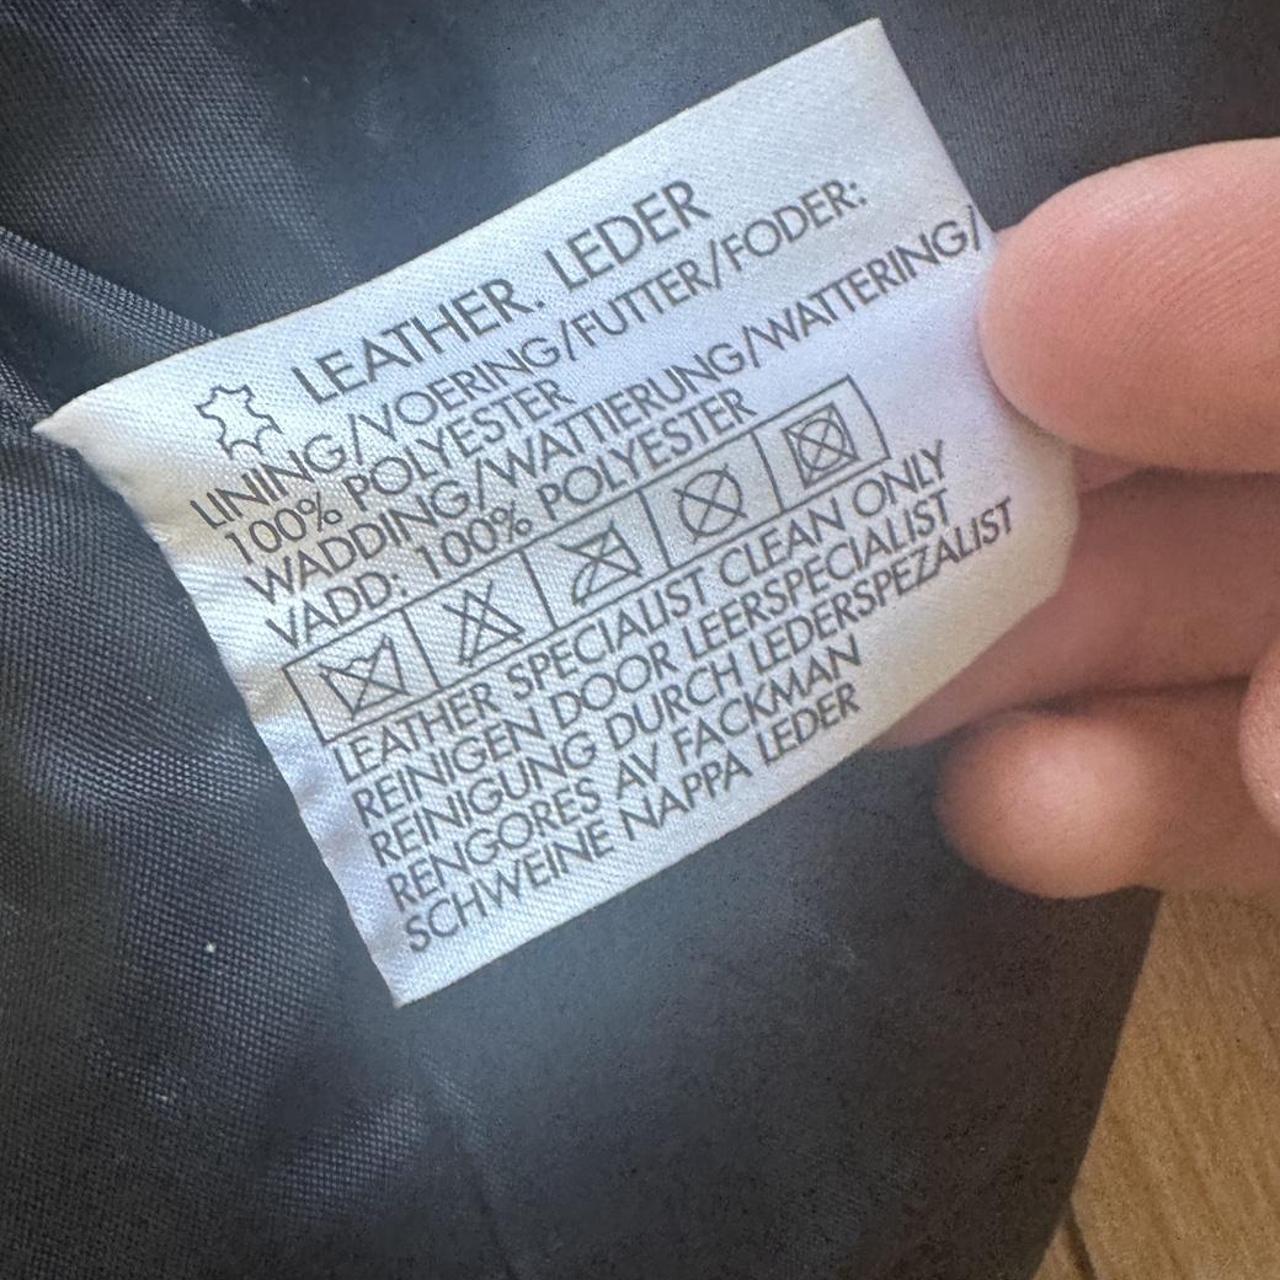 LEATHER. LEDER
LINING/VOERING/FUTTER/FODER:
100% POLYESTER
WADDING/WATTIERUNG/WATTERING/
VADD: 100% POLYESTER
LEATHER SPECIALIST CLEAN ONLY
REINIGEN DOOR LEERSPECIALIST
REINIGUNG DURCH LEDERSPEZALIST
RENGORES AV FACKMAN
SCHWEINE NAPPA LEDER